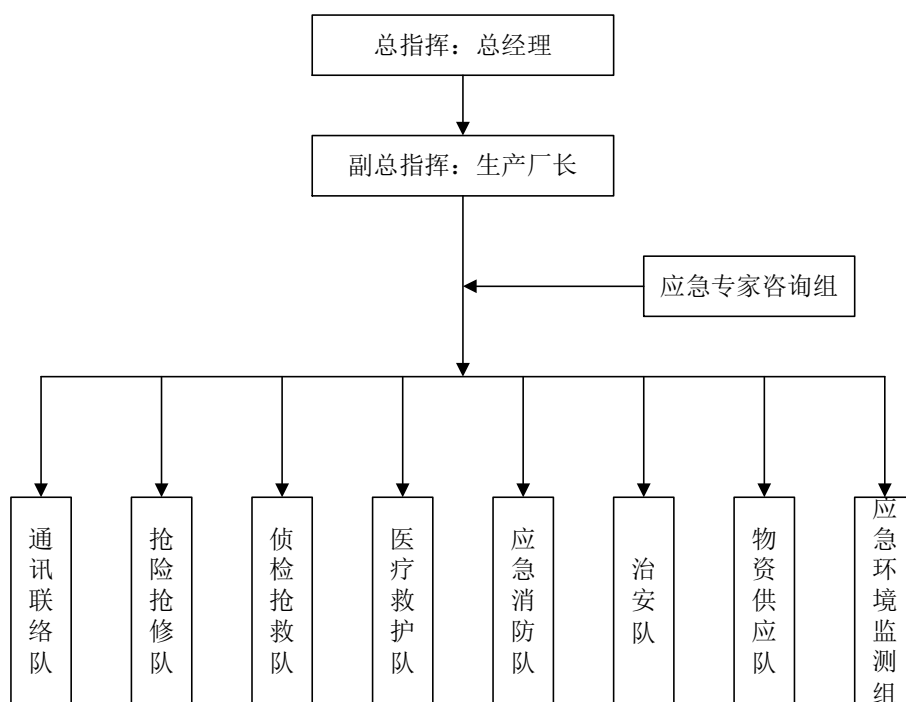 总指挥：总经理
副总指挥：生产厂长
应急专家咨询组
通讯联络队
抢险抢修队
侦检抢救队
医疗救护队
应急消防队
治安队
物资供应队
应急环境监测组